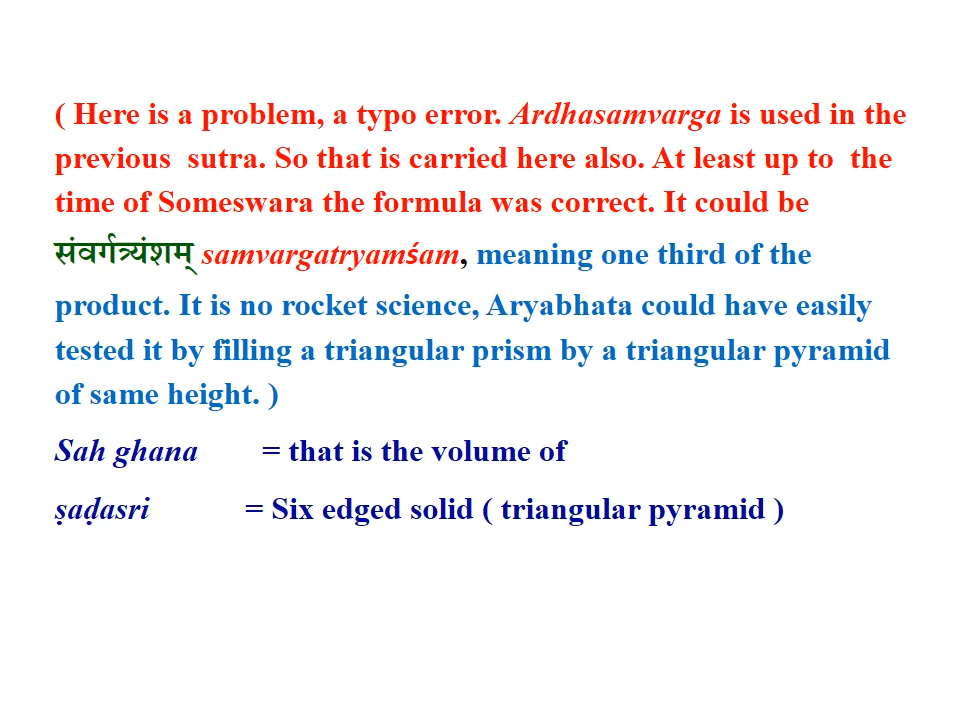 ( Here is a problem, a typo error. Ardhasamvarga is used in the
previous sutra. So that is carried here also. At least up to the
time of Someswara the formula was correct. It could be
संवर्गत्र्यंशम् samvargatryamśam, meaning one third of the
product. It is no rocket science, Aryabhata could have easily
tested it by filling a triangular prism by a triangular pyramid
of same height. )
Sah ghana = that is the volume of
ṣaḍasri = Six edged solid ( triangular pyramid )